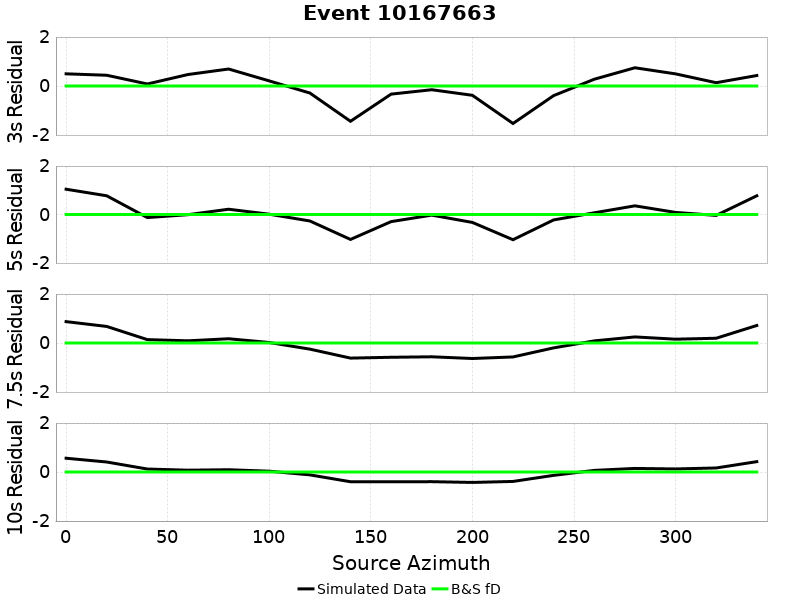 Event 10167663
3s Residual
2
0
-2
5s Residual
2
0
-2
7.5s Residual
2
0
-2
10s Residual
2
0
-2
0 50 100 150 200 250 300
Source Azimuth
Simulated Data B&S fD